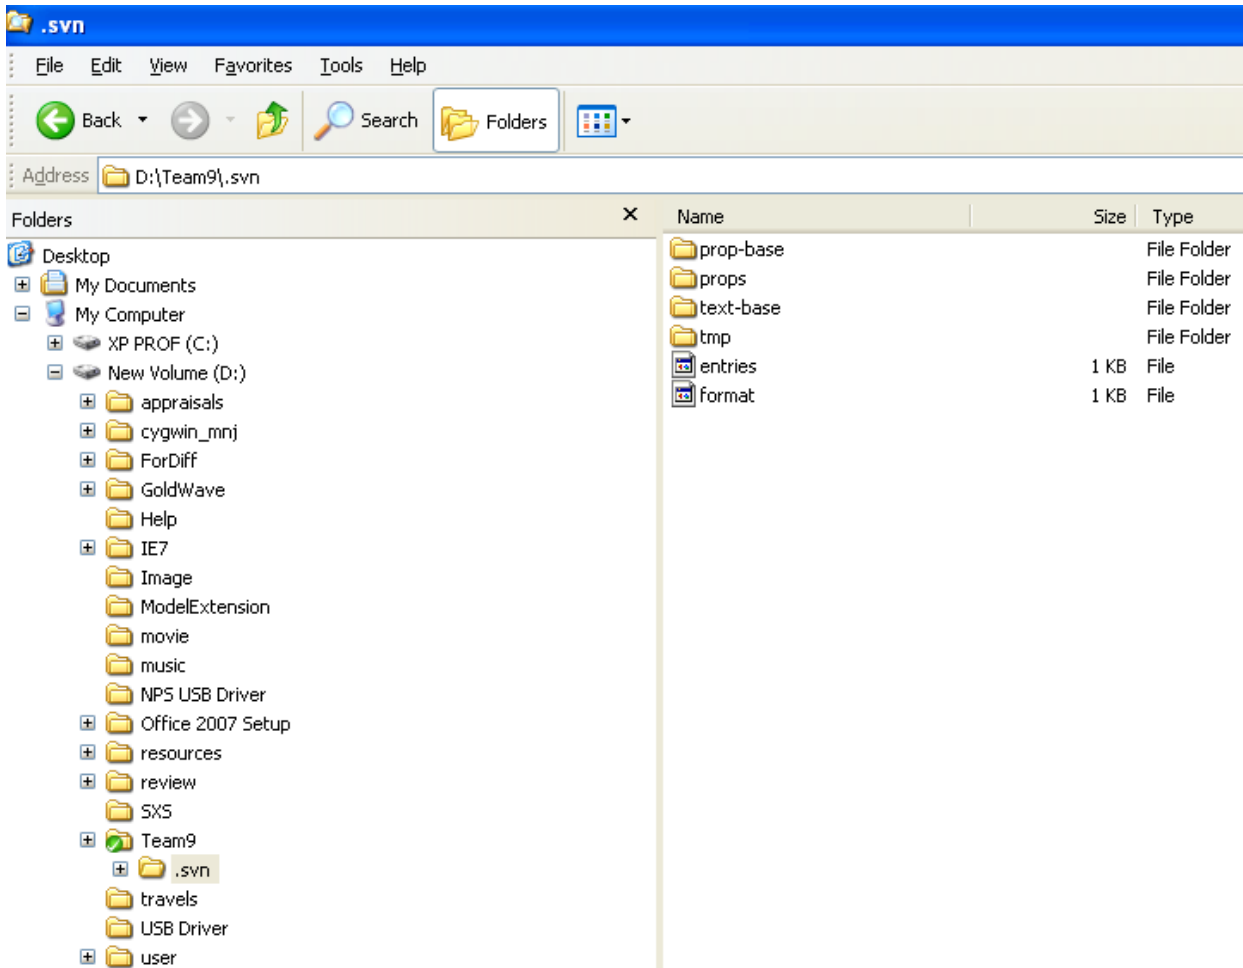 .svn
File Edit View Favorites Tools Help
Back Search Folders
Address D:\Team9\.svn
Folders
Desktop
My Documents
My Computer
XP PROF (C:)
New Volume (D:)
appraisals
cygwin_mnj
ForDiff
GoldWave
Help
IE7
Image
ModelExtension
movie
music
NPS USB Driver
Office 2007 Setup
resources
review
SXS
Team9
.svn
travels
USB Driver
user
Name Size Type
prop-base File Folder
props File Folder
text-base File Folder
tmp File Folder
entries 1 KB File
format 1 KB File